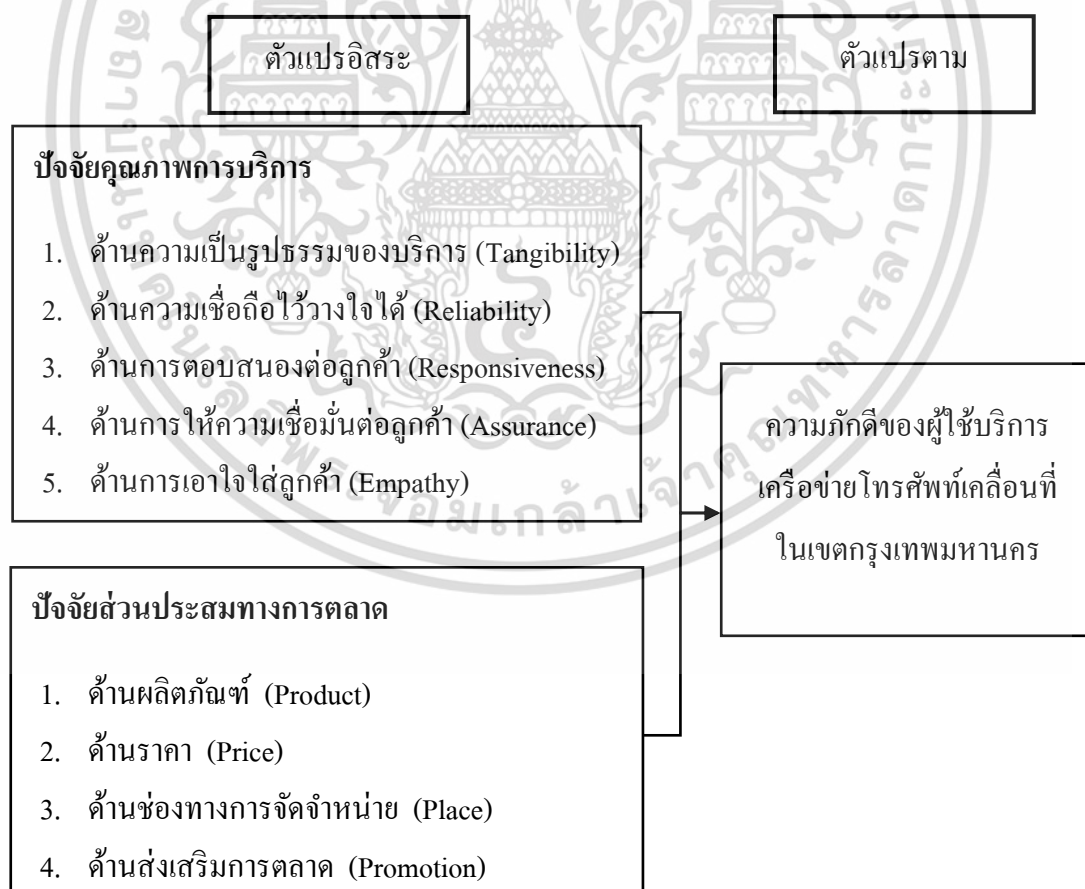 ตัวแปรอิสระ
ตัวแปรตาม
ปัจจัยคุณภาพการบริการ
1. ด้านความเป็นรูปธรรมของบริการ (Tangibility)
2. ด้านความเชื่อถือไว้วางใจได้ (Reliability)
3. ด้านการตอบสนองต่อลูกค้า (Responsiveness)
4. ด้านการให้ความเชื่อมั่นต่อลูกค้า (Assurance)
5. ด้านการเอาใจใส่ลูกค้า (Empathy)
ความภักดีของผู้ใช้บริการ
เครือข่ายโทรศัพท์เคลื่อนที่
ในเขตกรุงเทพมหานคร
ปัจจัยส่วนประสมทางการตลาด
1. ด้านผลิตภัณฑ์ (Product)
2. ด้านราคา (Price)
3. ด้านช่องทางการจัดจำหน่าย (Place)
4. ด้านส่งเสริมการตลาด (Promotion)